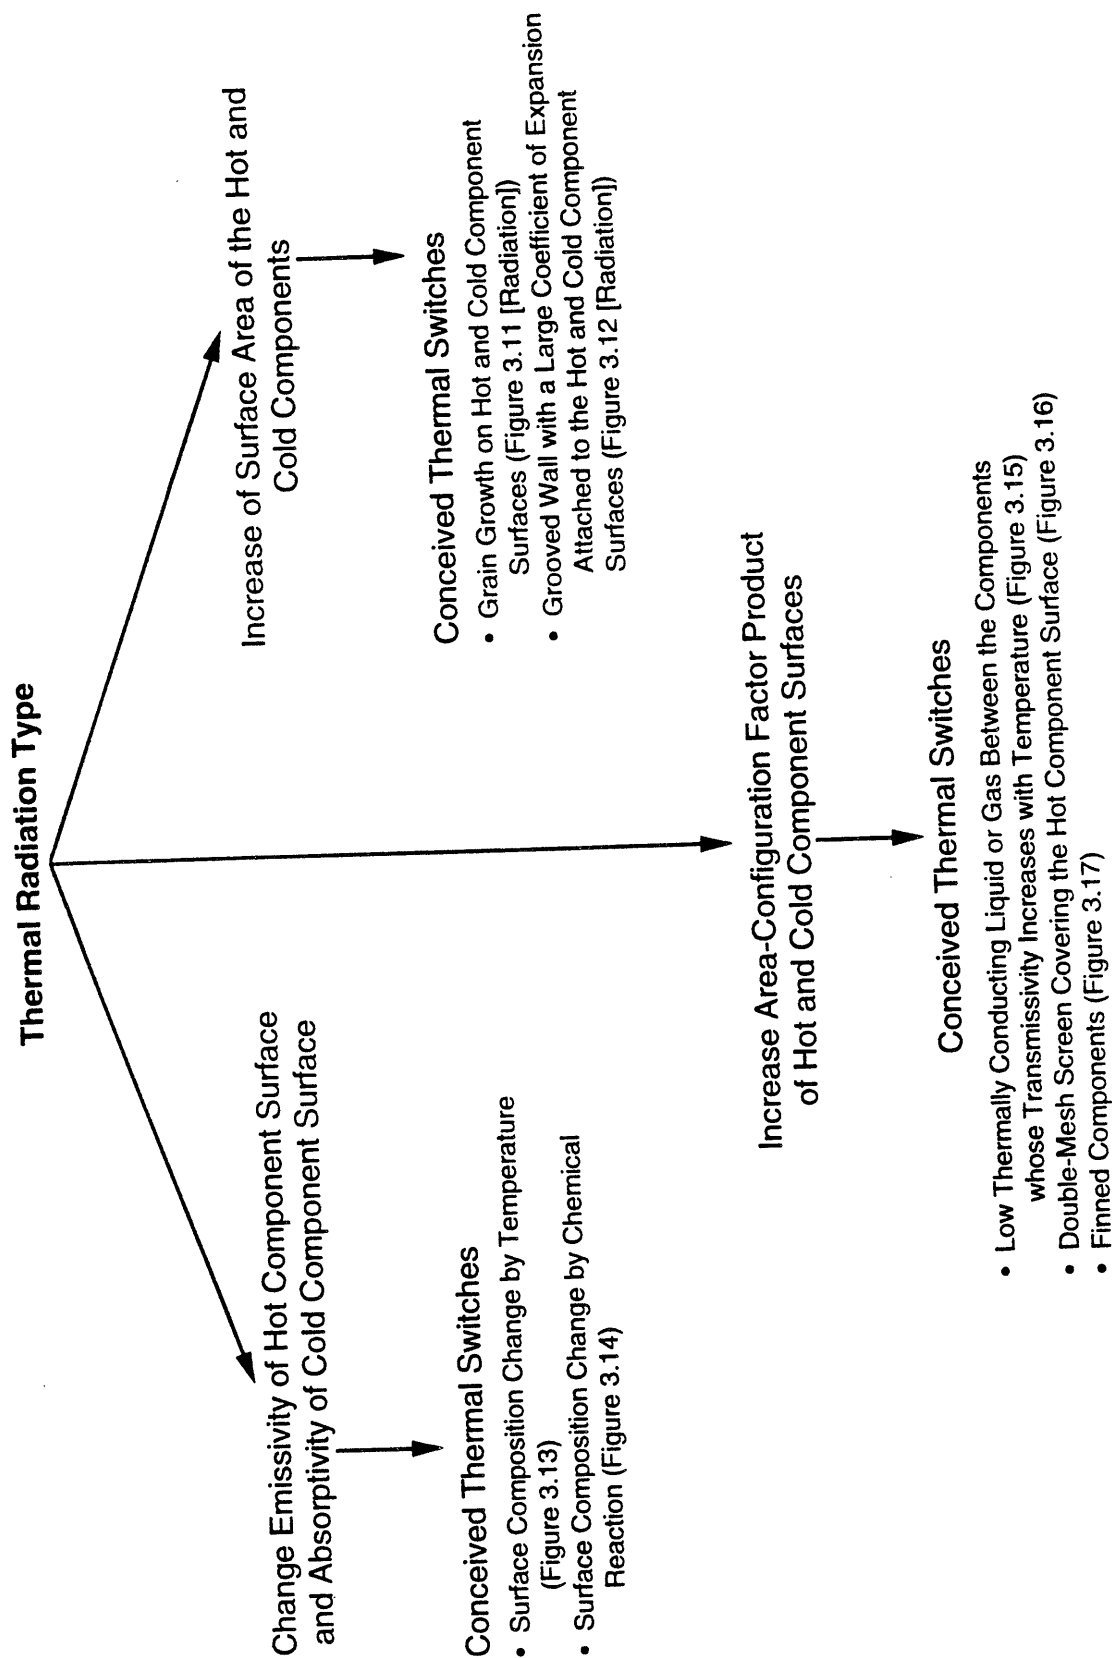 Thermal Radiation Type
Change Emissivity of Hot Component Surface
and Absorptivity of Cold Component Surface
Conceived Thermal Switches
• Surface Composition Change by Temperature
(Figure 3.13)
• Surface Composition Change by Chemical
Reaction (Figure 3.14)
Increase Area-Configuration Factor Product
of Hot and Cold Component Surfaces
Conceived Thermal Switches
• Low Thermally Conducting Liquid or Gas Between the Components
whose Transmissivity Increases with Temperature (Figure 3.15)
• Double-Mesh Screen Covering the Hot Component Surface (Figure 3.16)
• Finned Components (Figure 3.17)
Increase of Surface Area of the Hot and
Cold Components
Conceived Thermal Switches
• Grain Growth on Hot and Cold Component
Surfaces (Figure 3.11 [Radiation])
• Grooved Wall with a Large Coefficient of Expansion
Attached to the Hot and Cold Component
Surfaces (Figure 3.12 [Radiation])